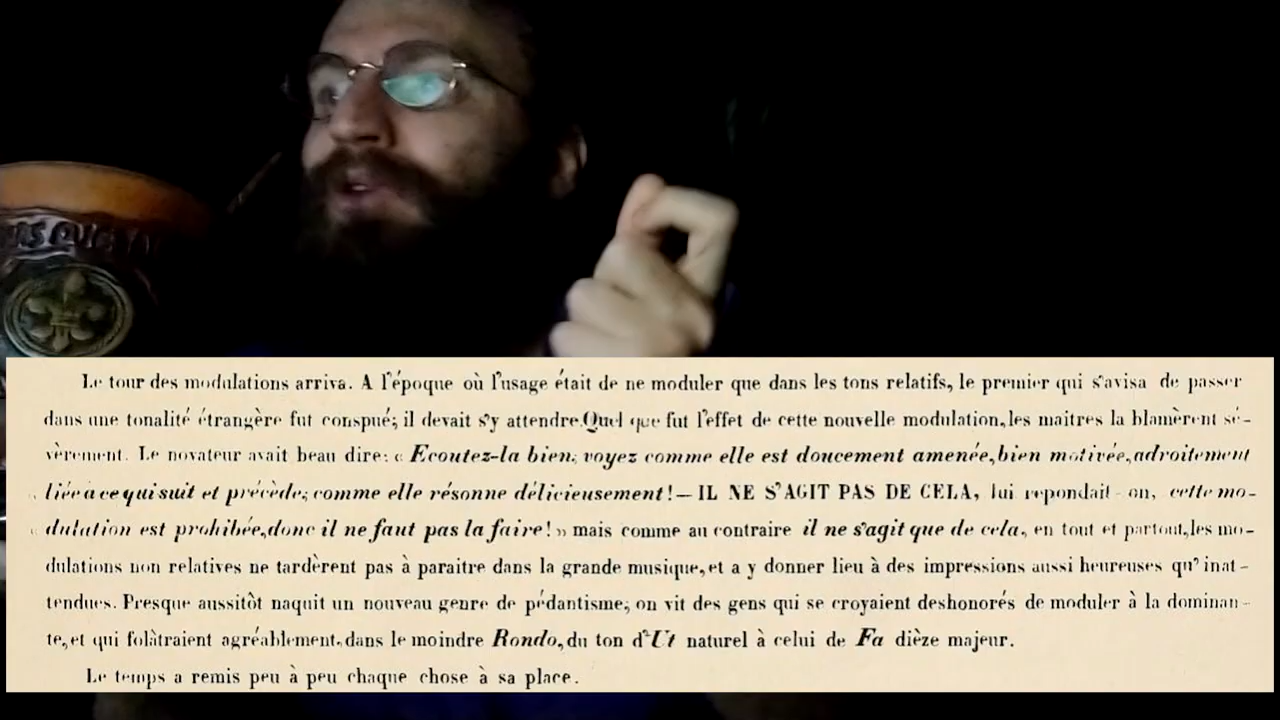 Le tour des modulations arriva. A l'époque où l'usage était de ne moduler que dans les tons relatifs, le premier qui s'avisa de passer
dans une tonalité étrangère fut conspué; il devait s'y attendre. Quel que fut l'effet de cette nouvelle modulation, les maîtres la blamèrent sé-
vèrement. Le novateur avait beau dire: « Ecoutez-la bien, voyez comme elle est doucement amenée, bien motivée, adroitement
« liée a ce qui suit et précède; comme elle résonne délicieusement! — IL NE S'AGIT PAS DE CELA, lui repondait-on, cette mo-
« dulation est prohibée, donc il ne faut pas la faire! » mais comme au contraire il ne s'agit que de cela, en tout et partout, les mo-
dulations non relatives ne tardèrent pas à paraitre dans la grande musique, et a y donner lieu à des impressions aussi heureuses qu'inat-
tendues. Presque aussitôt naquit un nouveau genre de pédantisme; on vit des gens qui se croyaient deshonorés de moduler à la dominan-
te, et qui folâtraient agréablement, dans le moindre Rondo, du ton d'Ut naturel à celui de Fa dièze majeur.
Le temps a remis peu à peu chaque chose à sa place.